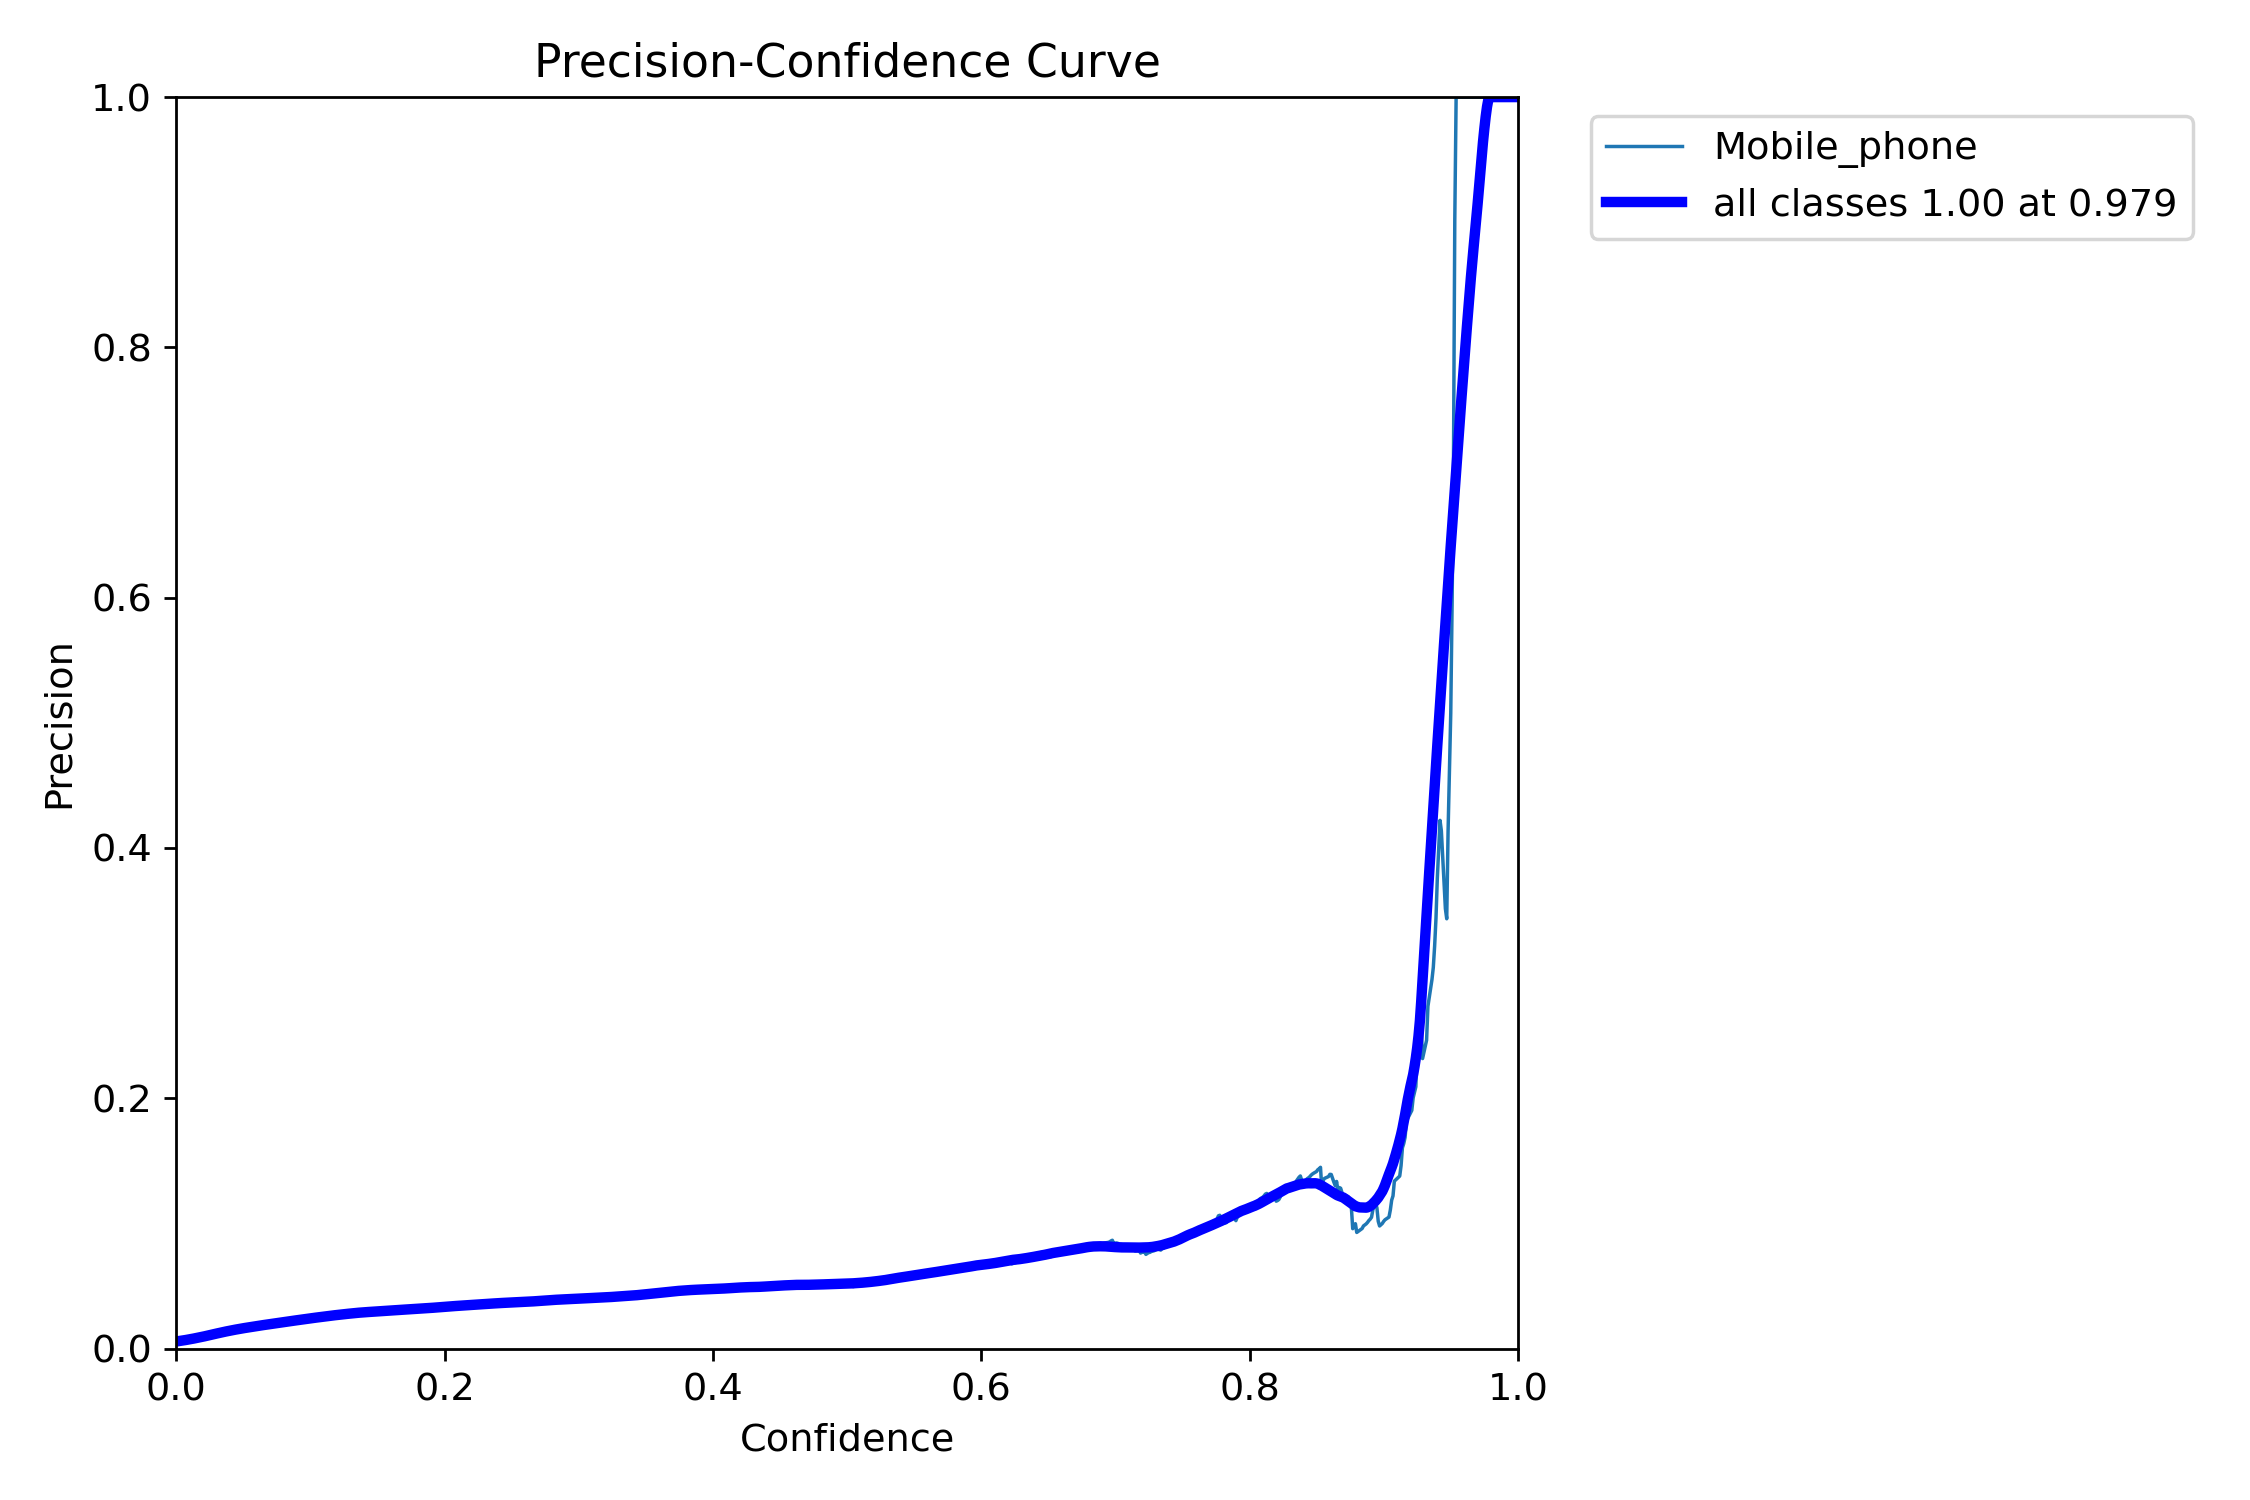 Precision-Confidence Curve
1.0
0.8
0.6
0.4
0.2
0.0
Precision
0.0 0.2 0.4 0.6 0.8 1.0
Confidence
Mobile_phone
all classes 1.00 at 0.979